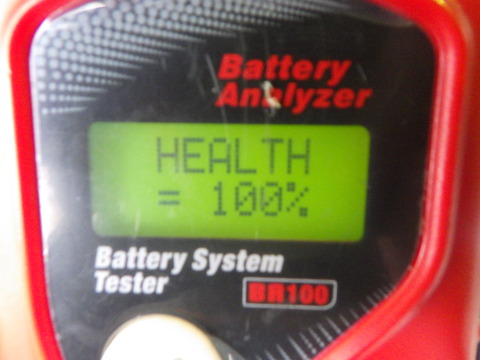 Battery
Analyzer
HEALTH
= 100%
Battery System
Tester
BR100